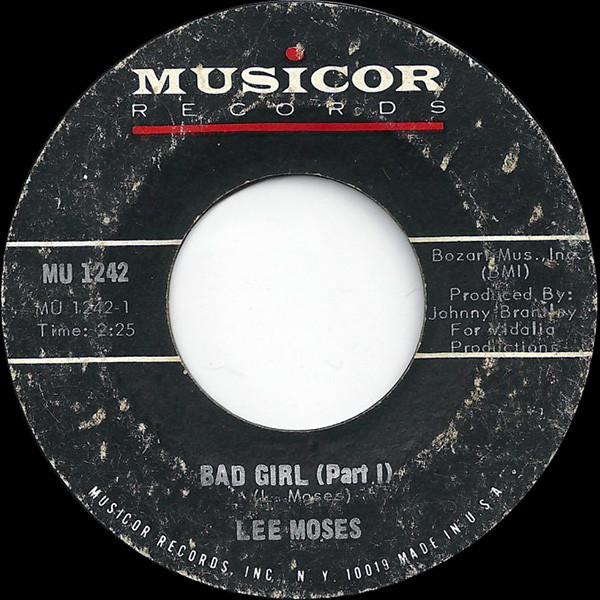 MUSICOR
RECORDS
MU 1242
MU 1242-1
Time: 2:25
Bozart Mus., Inc.
(BMI)
Produced By:
Johnny Brantley
For Vidalia
Productions
BAD GIRL (Part I)
(L. Moses)
LEE MOSES
MUSICOR RECORDS, INC., N. Y. 10019 MADE IN U.S.A.